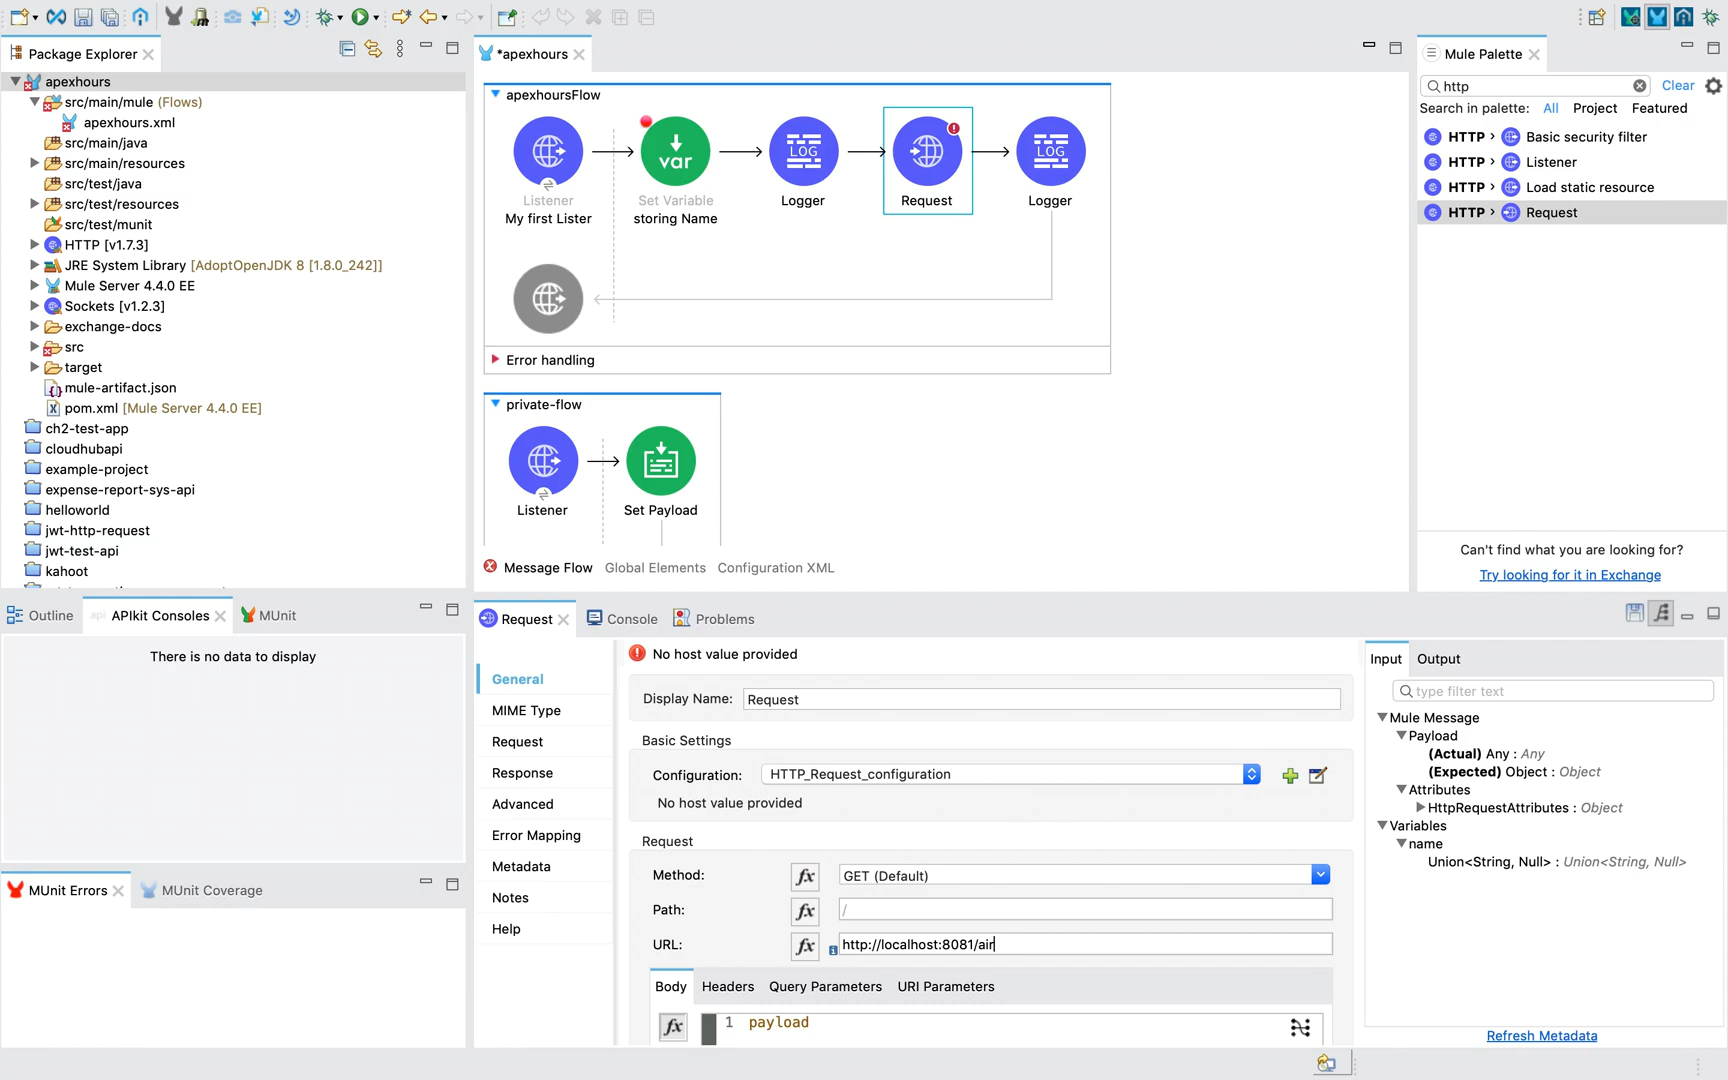 Package Explorer
*apexhours
Mule Palette
apexhours
src/main/mule (Flows)
apexhours.xml
src/main/java
src/main/resources
src/test/java
src/test/resources
src/test/munit
HTTP [v1.7.3]
JRE System Library [AdoptOpenJDK 8 [1.8.0_242]]
Mule Server 4.4.0 EE
Sockets [v1.2.3]
exchange-docs
src
target
mule-artifact.json
pom.xml [Mule Server 4.4.0 EE]
ch2-test-app
cloudhubapi
example-project
expense-report-sys-api
helloworld
jwt-http-request
jwt-test-api
kahoot
apexhoursFlow
var
LOG
LOG
Listener
My first Lister
Set Variable
storing Name
Logger
Request
Logger
Error handling
private-flow
Listener
Set Payload
Message Flow Global Elements Configuration XML
http
Clear
Search in palette: All Project Featured
HTTP > Basic security filter
HTTP > Listener
HTTP > Load static resource
HTTP > Request
Can't find what you are looking for?
Try looking for it in Exchange
Outline
api APIkit Consoles
MUnit
There is no data to display
MUnit Errors
MUnit Coverage
Request
Console
Problems
General
MIME Type
Request
Response
Advanced
Error Mapping
Metadata
Notes
Help
No host value provided
Display Name: Request
Basic Settings
Configuration: HTTP_Request_configuration
No host value provided
Request
Method: fx GET (Default)
Path: fx /
URL: fx http://localhost:8081/air
Body Headers Query Parameters URI Parameters
fx 1 payload
Input Output
type filter text
Mule Message
Payload
(Actual) Any : Any
(Expected) Object : Object
Attributes
HttpRequestAttributes : Object
Variables
name
Union<String, Null> : Union<String, Null>
Refresh Metadata